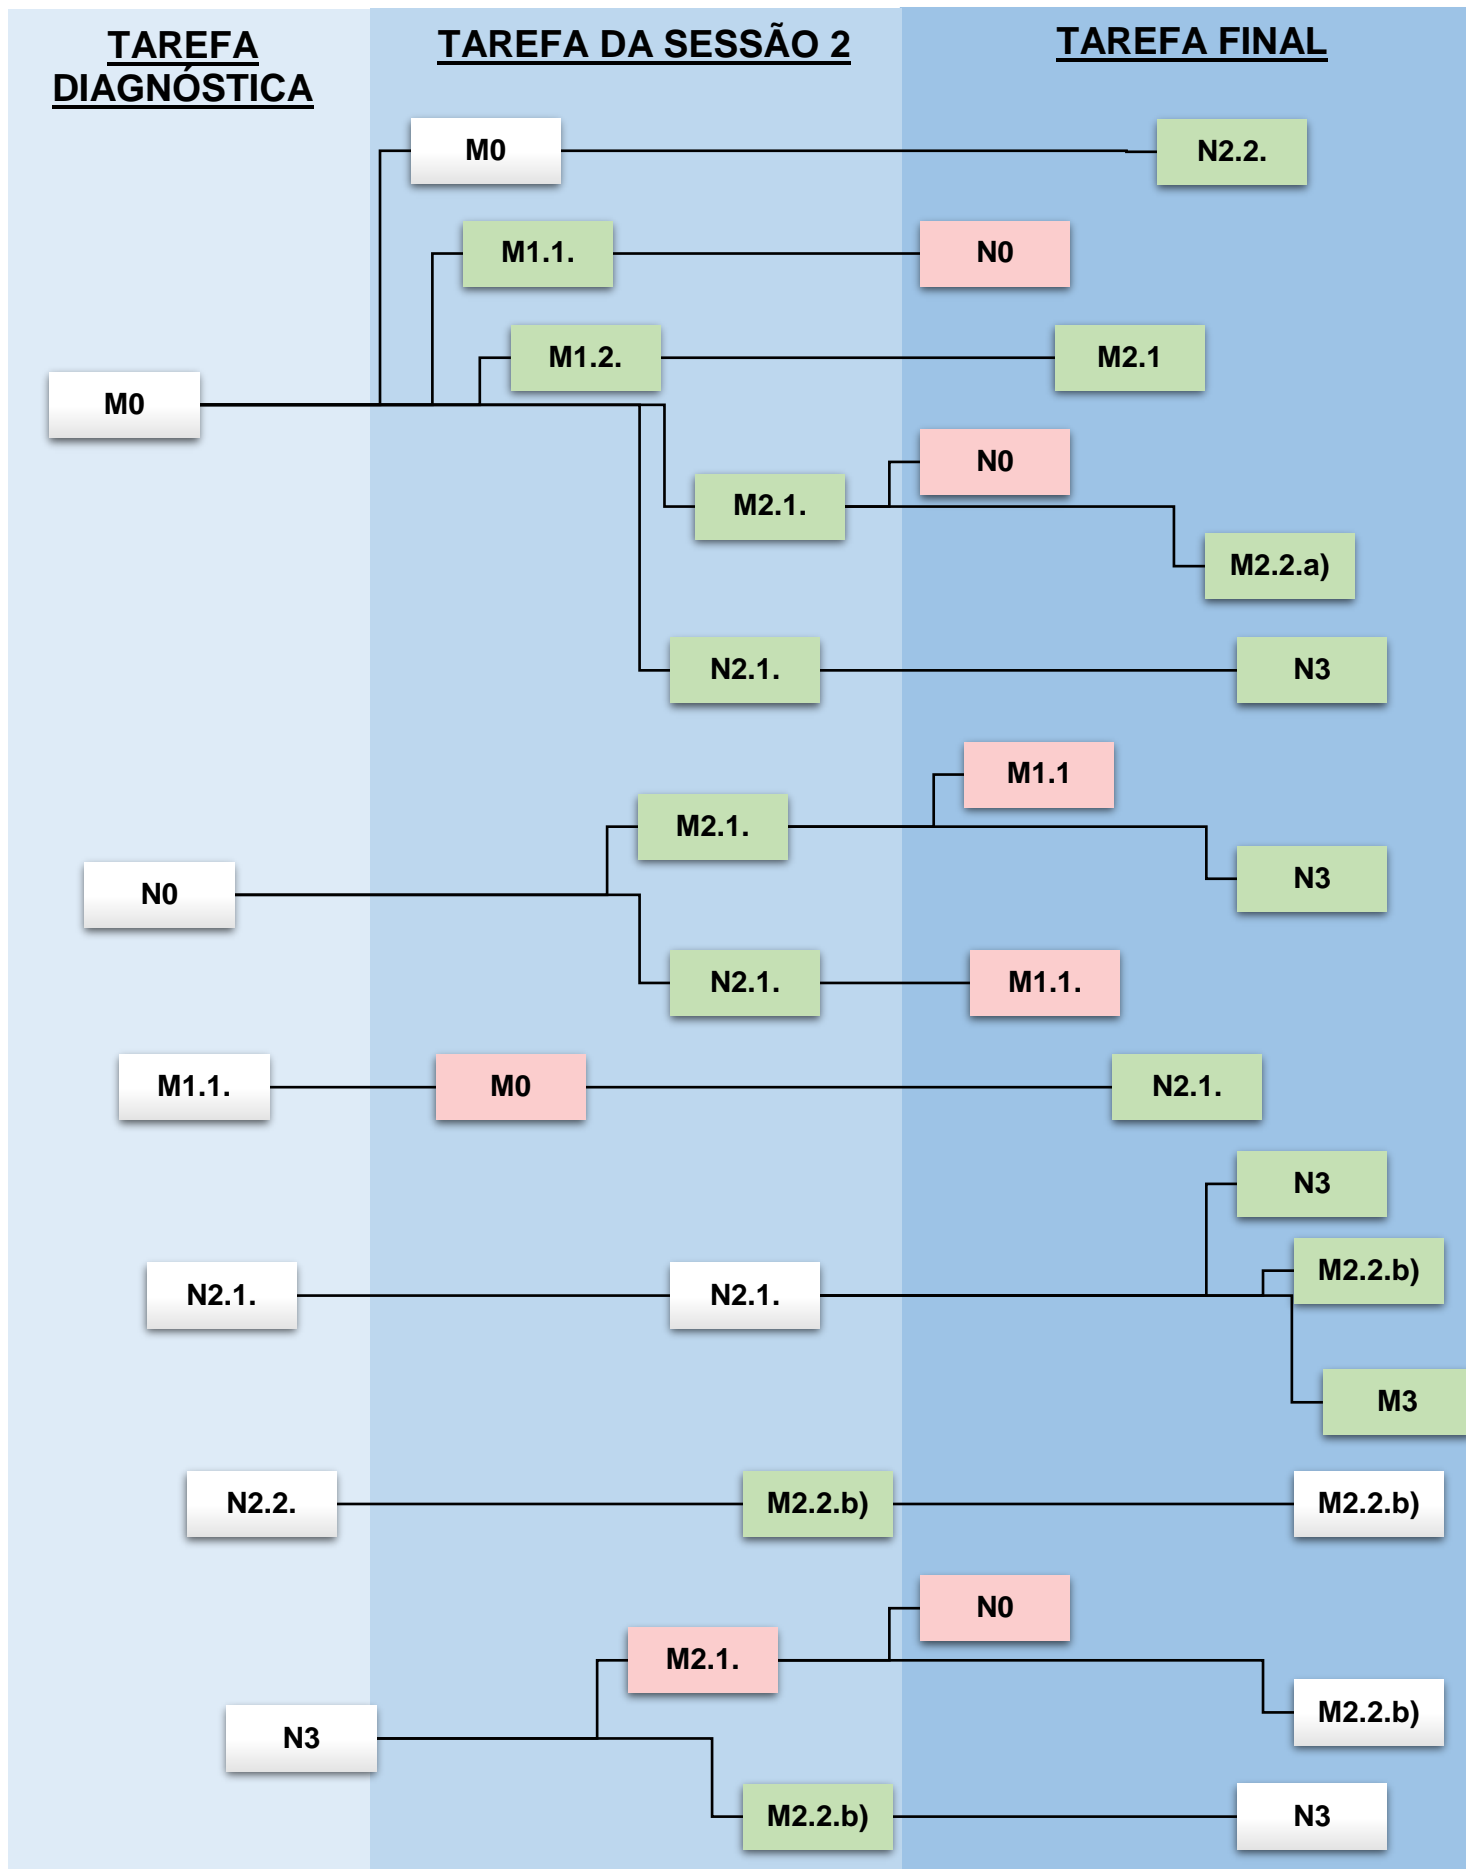 TAREFA
DIAGNÓSTICA
TAREFA DA SESSÃO 2
TAREFA FINAL
M0
N2.2.
M1.1.
N0
M1.2.
M2.1
M0
N0
M2.1.
M2.2.a)
N2.1.
N3
M1.1
M2.1.
N3
N0
N2.1.
M1.1.
M1.1.
M0
N2.1.
N3
M2.2.b)
N2.1.
N2.1.
M3
N2.2.
M2.2.b)
M2.2.b)
N0
M2.1.
M2.2.b)
N3
M2.2.b)
N3